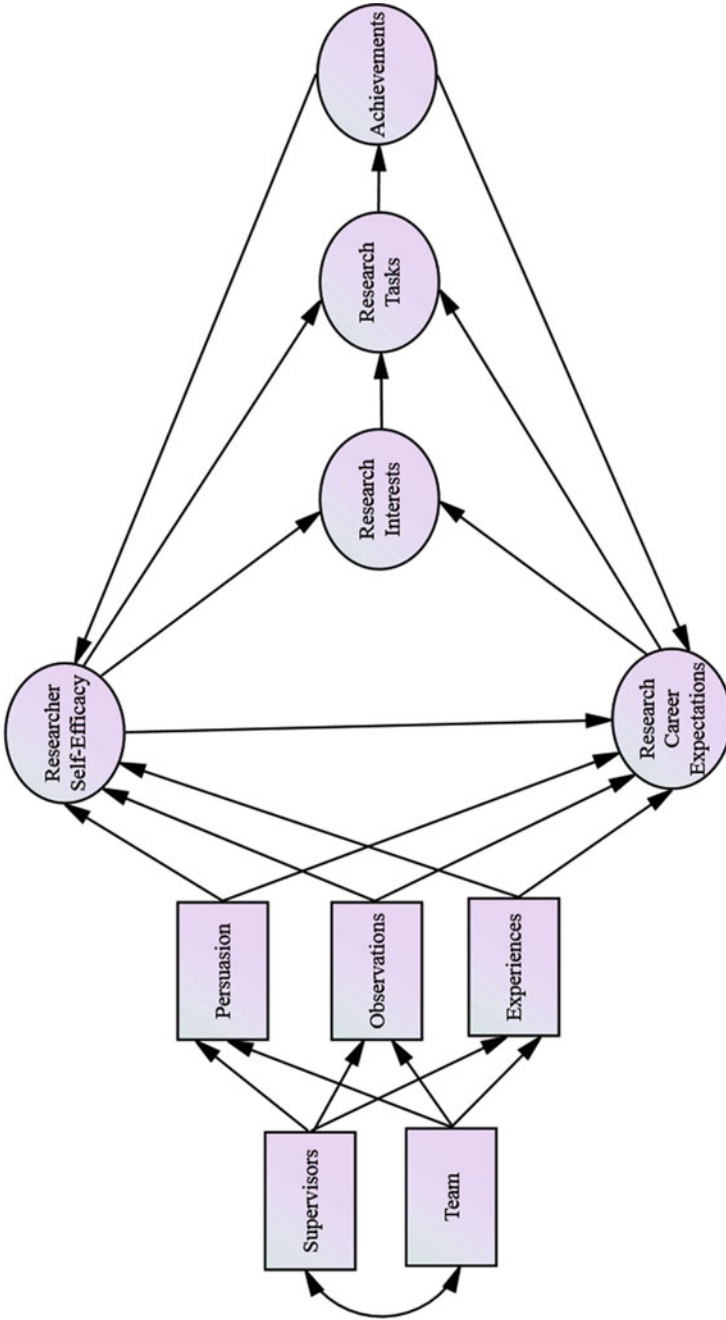 Supervisors
Team
Persuasion
Observations
Experiences
Researcher
Self-Efficacy
Research
Career
Expectations
Research
Interests
Research
Tasks
Achievements